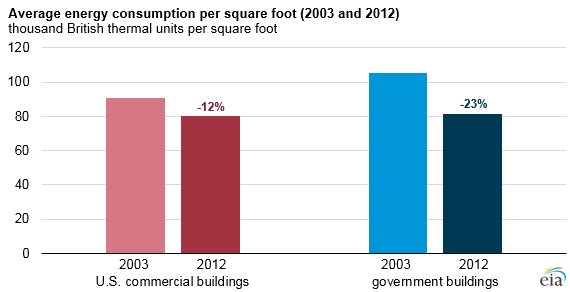 Average energy consumption per square foot (2003 and 2012)
thousand British thermal units per square foot
120
100
80
60
40
20
0
-12%
-23%
2003 2012 2003 2012
U.S. commercial buildings government buildings
eia